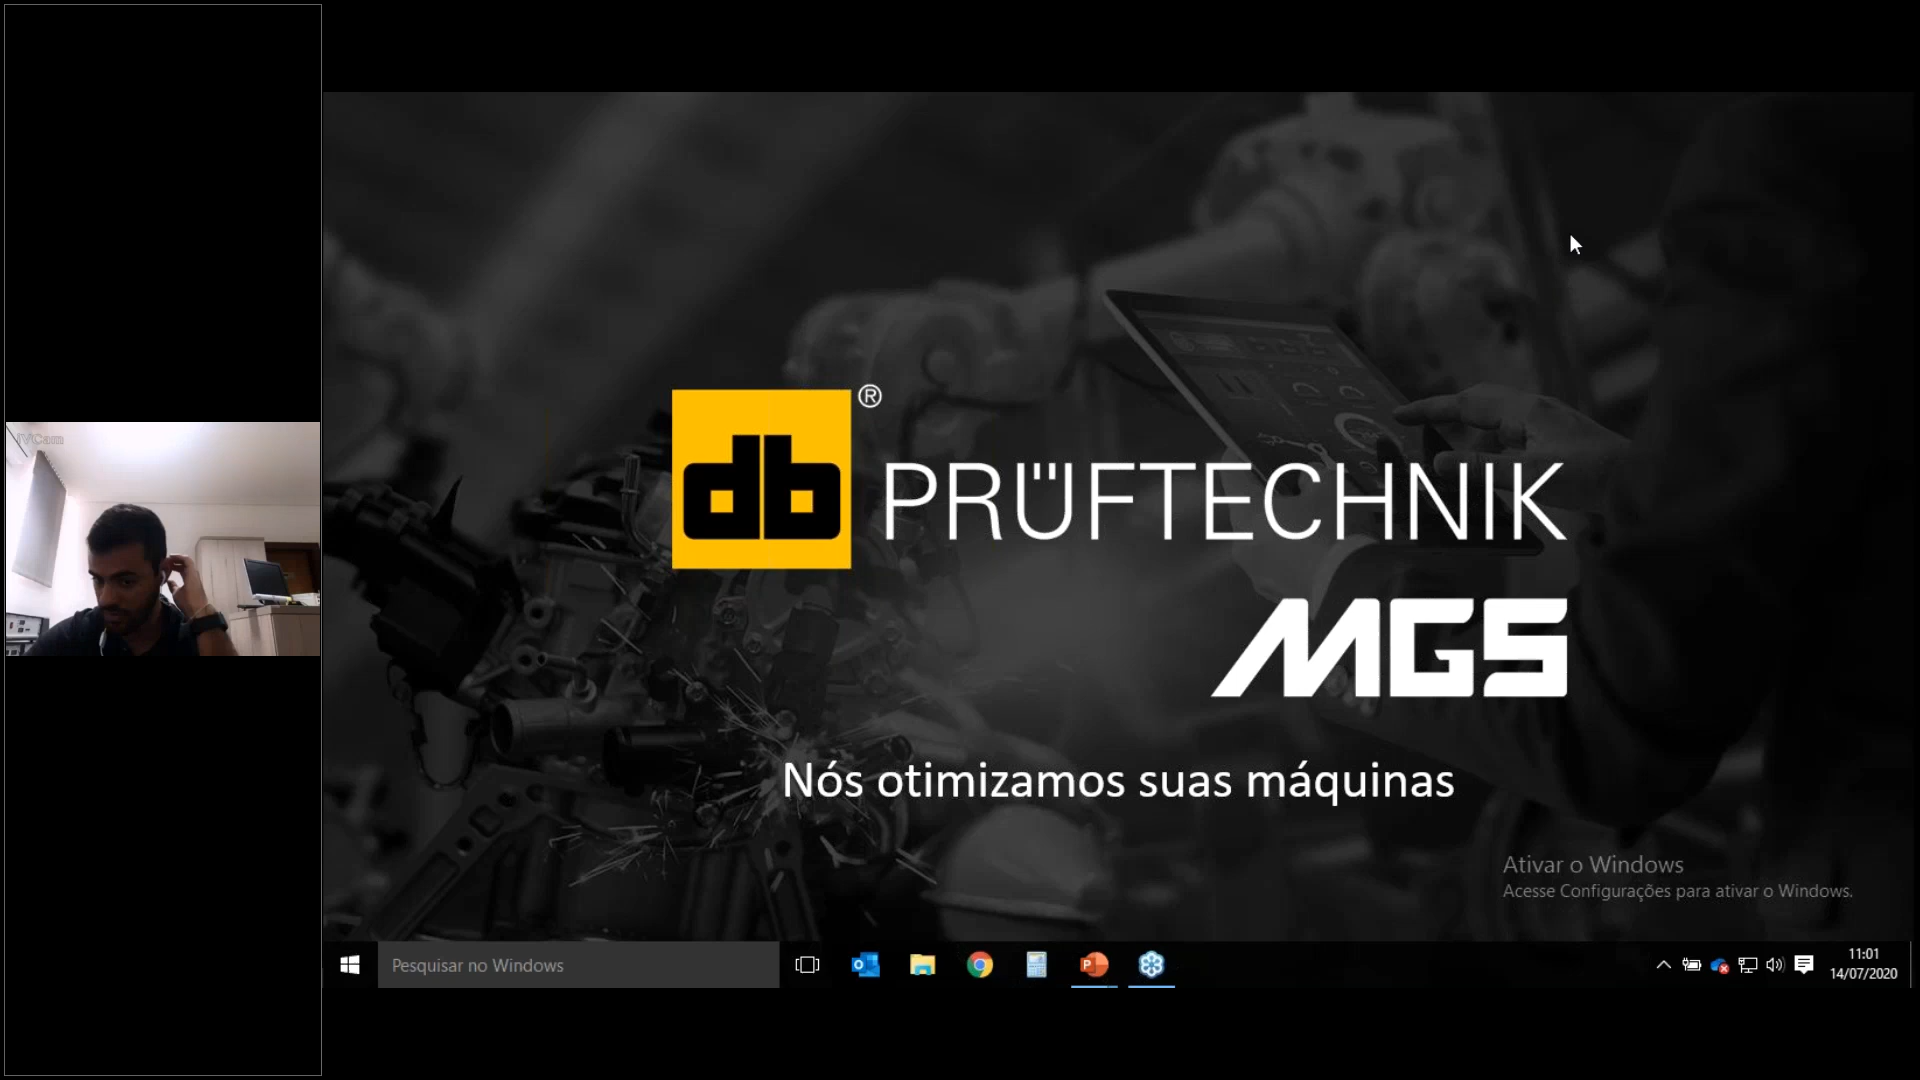 iVCam
®
db PRÜFTECHNIK
MGS
Nós otimizamos suas máquinas
Ativar o Windows
Acesse Configurações para ativar o Windows.
Pesquisar no Windows
11:01
14/07/2020